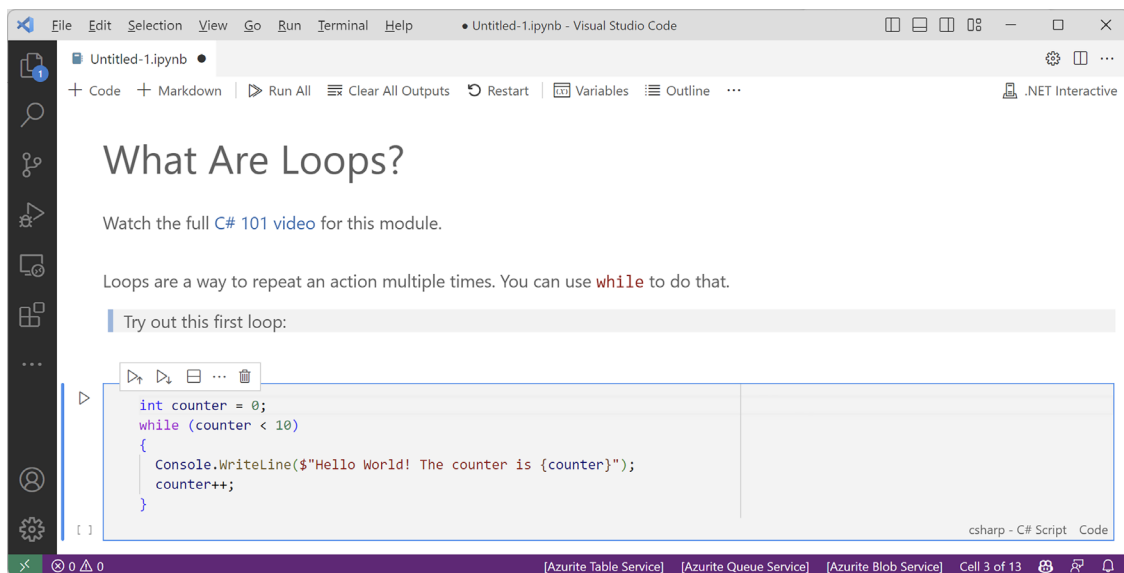 File Edit Selection View Go Run Terminal Help ● Untitled-1.ipynb - Visual Studio Code
1
Untitled-1.ipynb ●
+ Code + Markdown Run All Clear All Outputs Restart (x) Variables Outline ··· .NET Interactive
What Are Loops?
Watch the full C# 101 video for this module.
Loops are a way to repeat an action multiple times. You can use while to do that.
Try out this first loop:
int counter = 0;
while (counter < 10)
{
Console.WriteLine($"Hello World! The counter is {counter}");
counter++;
}
[ ] csharp - C# Script Code
0 0 [Azurite Table Service] [Azurite Queue Service] [Azurite Blob Service] Cell 3 of 13